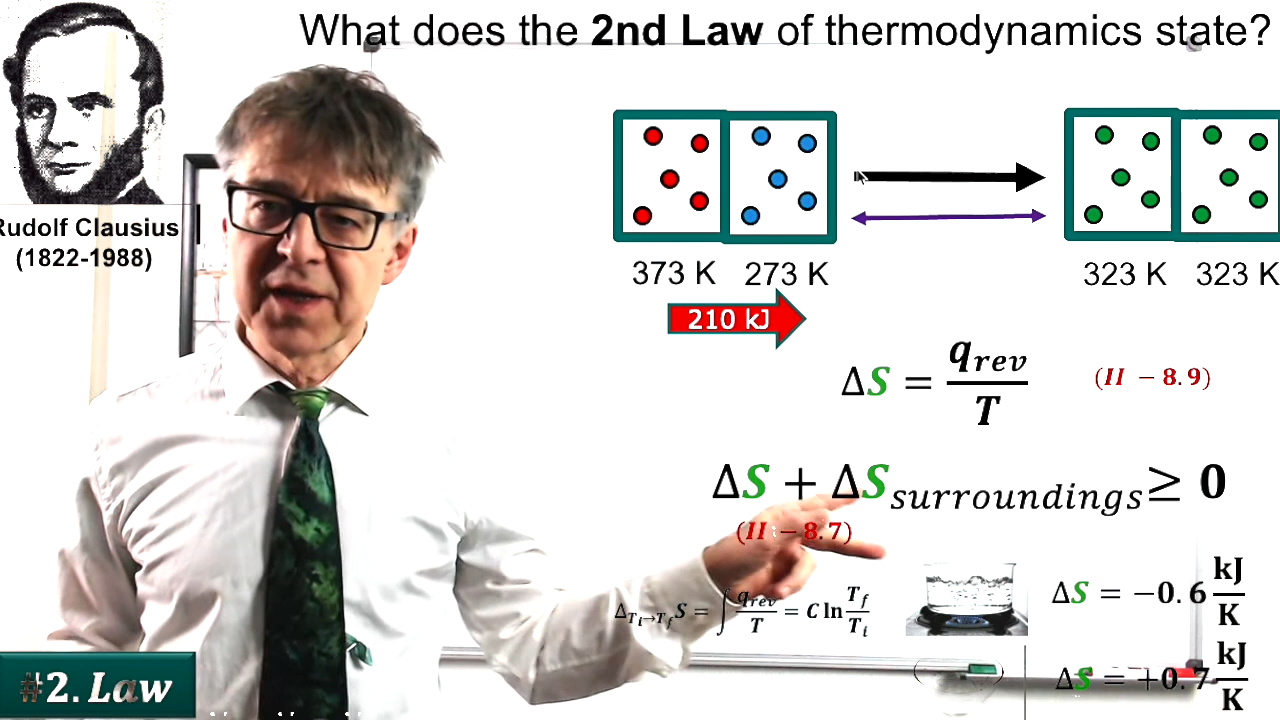 What does the 2nd Law of thermodynamics state?
Rudolf Clausius
(1822-1988)
373 K 273 K
323 K 323 K
210 kJ
ΔS = q_rev / T (II − 8.9)
ΔS + ΔS_surroundings ≥ 0
(II − 8.7)
Δ_{T_i→T_f} S = ∫ q_rev / T = C ln T_f / T_i
ΔS = −0.6 kJ / K
ΔS = +0.7 kJ / K
#2. Law